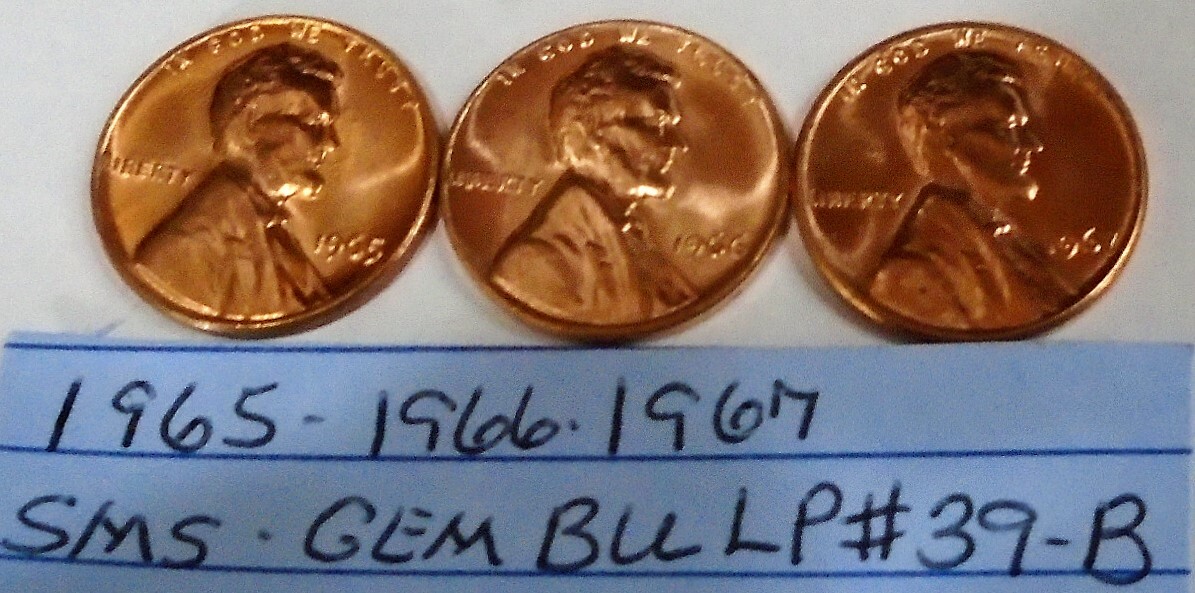 IN GOD WE TRUST
LIBERTY
1965
IN GOD WE TRUST
LIBERTY
1966
IN GOD WE
LIBERTY
1967
1965-1966.1967
SMS. GEM BU LP#39-B